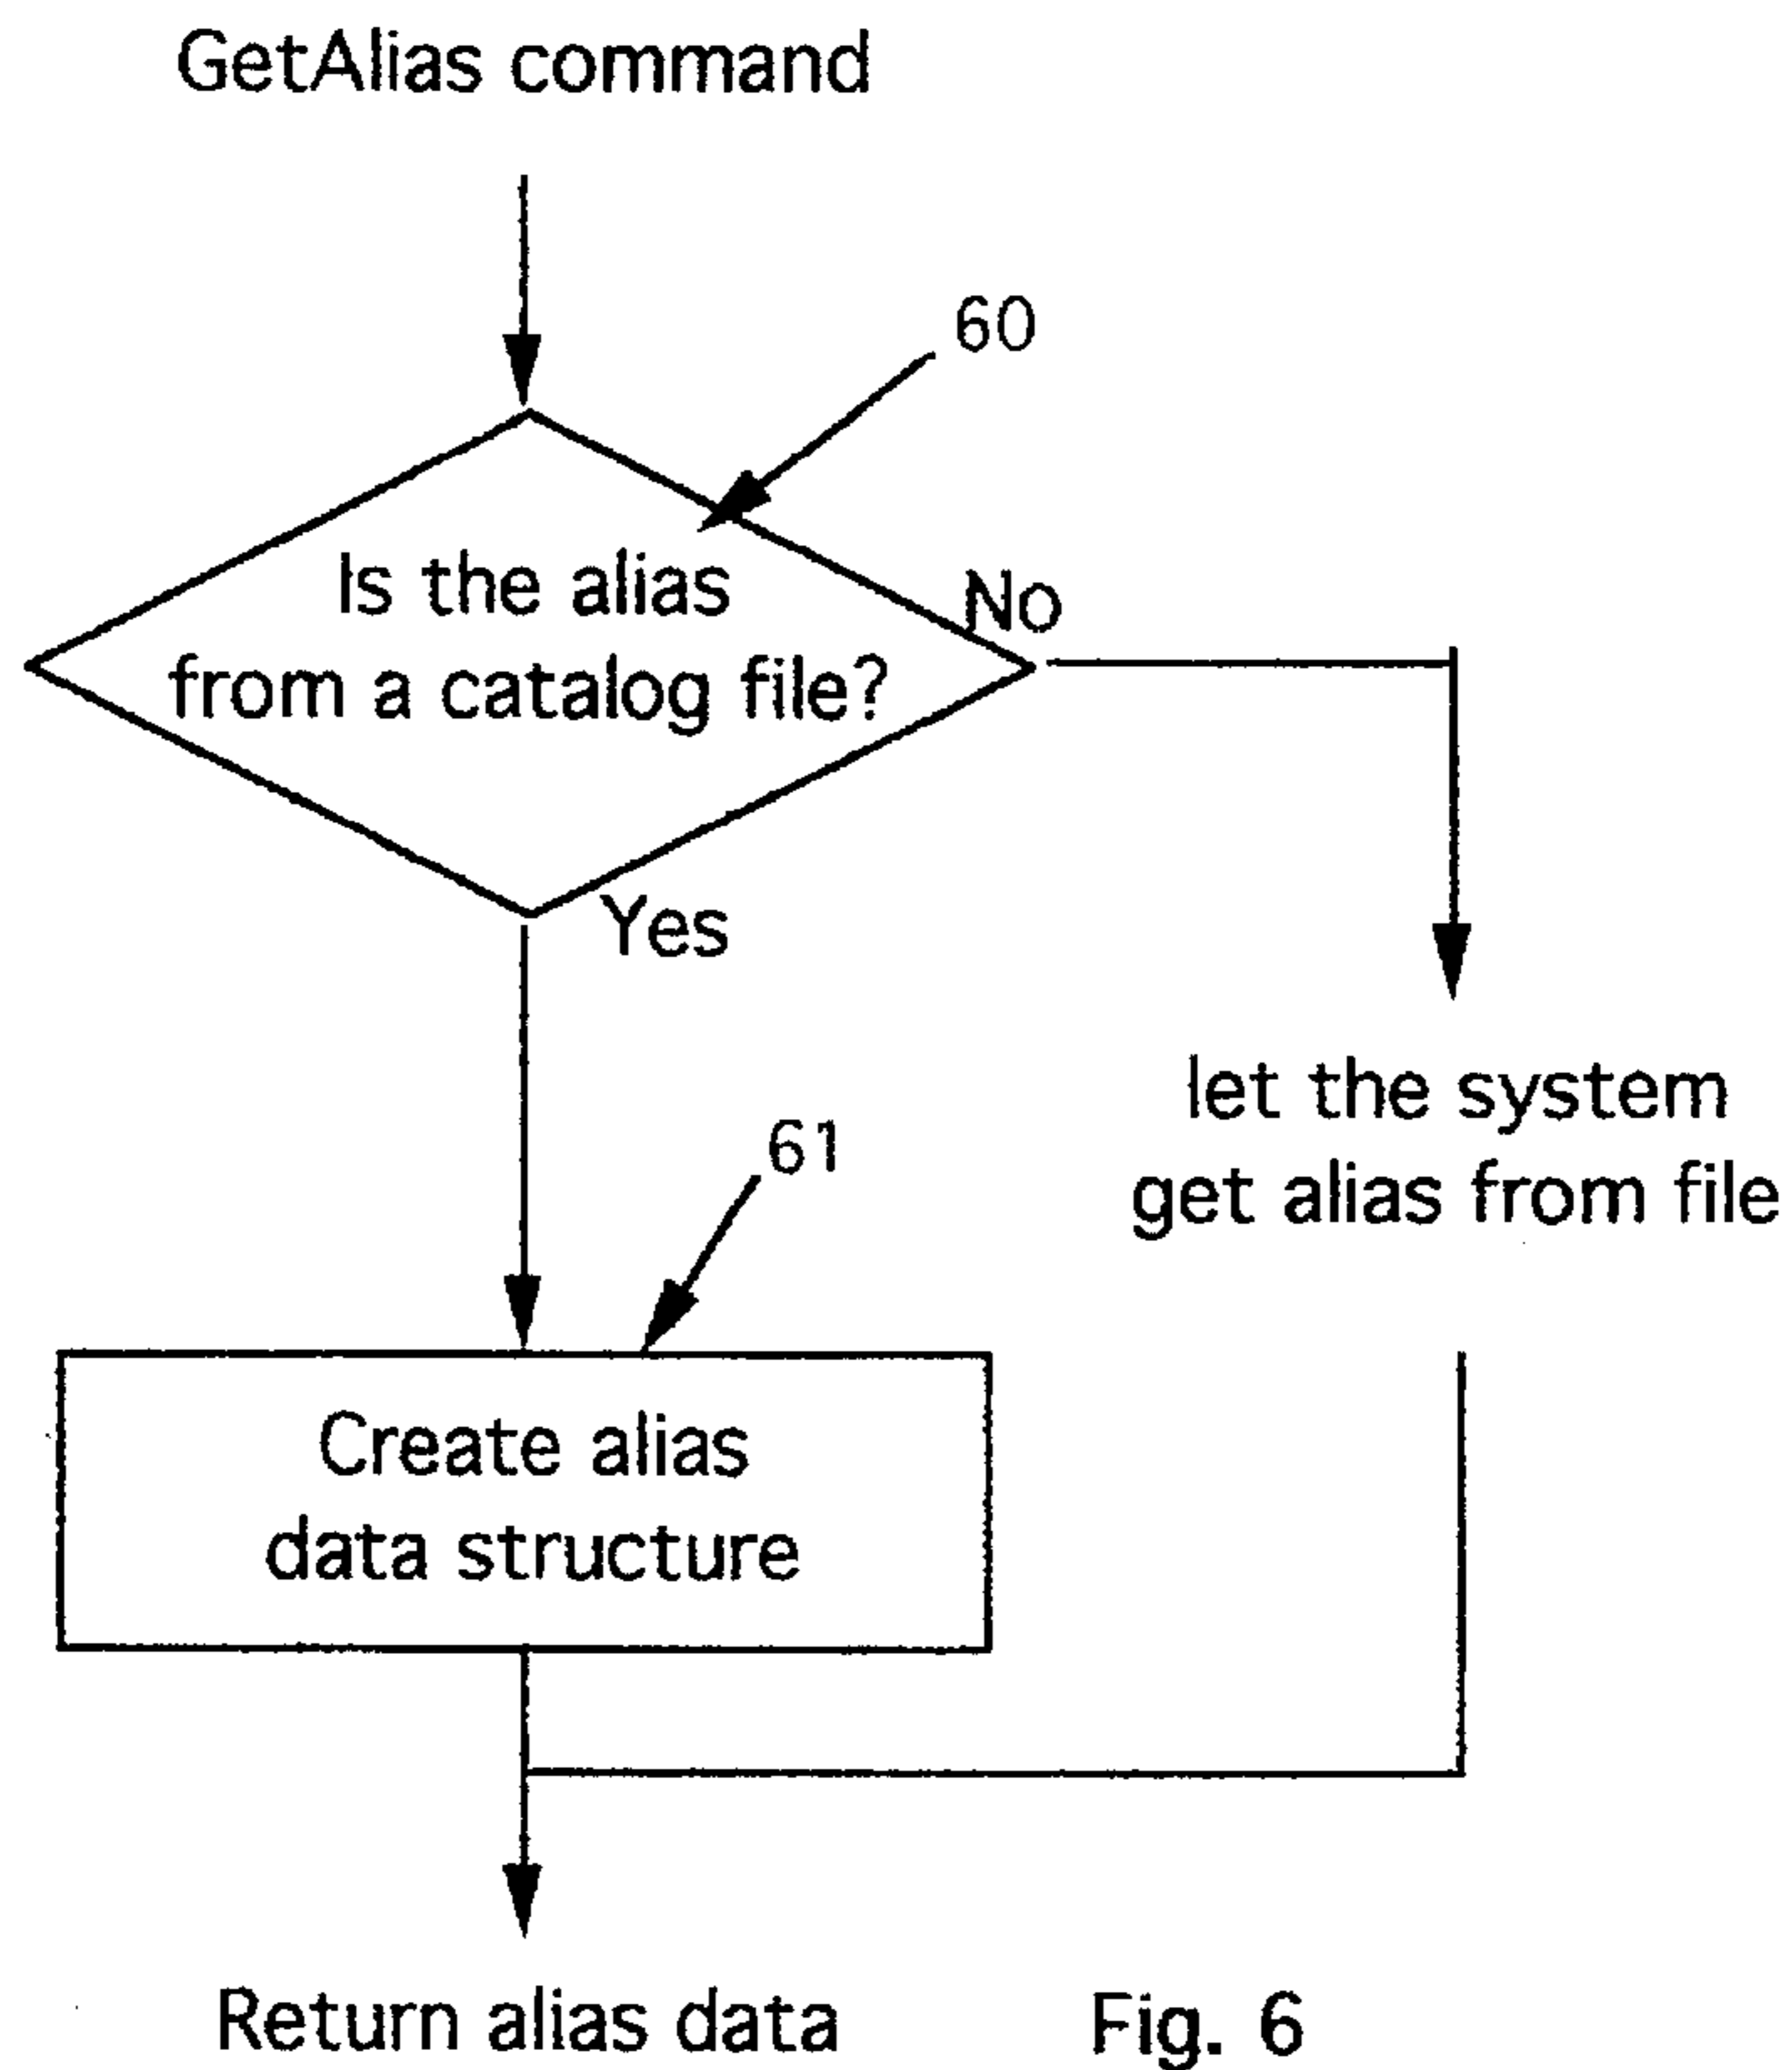 GetAlias command
60
Is the alias
from a catalog file?
No
Yes
let the system
get alias from file
61
Create alias
data structure
Return alias data
Fig. 6